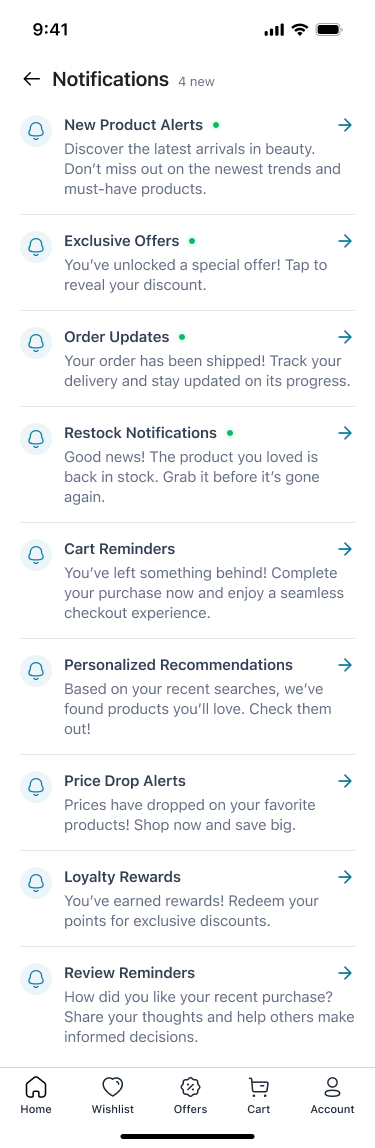 9:41
Notifications 4 new
New Product Alerts
Discover the latest arrivals in beauty.
Don’t miss out on the newest trends and
must-have products.
Exclusive Offers
You’ve unlocked a special offer! Tap to
reveal your discount.
Order Updates
Your order has been shipped! Track your
delivery and stay updated on its progress.
Restock Notifications
Good news! The product you loved is
back in stock. Grab it before it’s gone
again.
Cart Reminders
You’ve left something behind! Complete
your purchase now and enjoy a seamless
checkout experience.
Personalized Recommendations
Based on your recent searches, we’ve
found products you’ll love. Check them
out!
Price Drop Alerts
Prices have dropped on your favorite
products! Shop now and save big.
Loyalty Rewards
You’ve earned rewards! Redeem your
points for exclusive discounts.
Review Reminders
How did you like your recent purchase?
Share your thoughts and help others make
informed decisions.
Home Wishlist Offers Cart Account